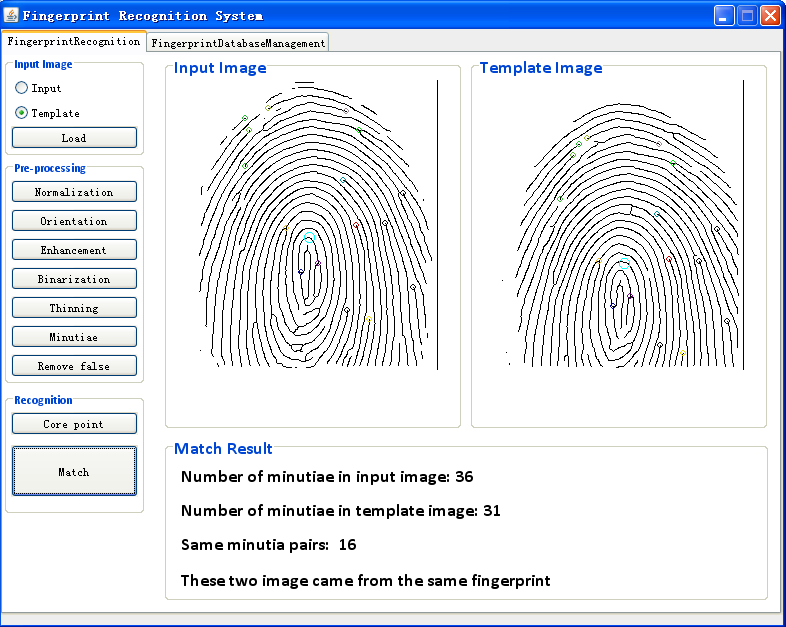 Fingerprint Recognition System
FingerprintRecognition
FingerprintDatabaseManagement
Input Image
Input
Template
Load
Pre-processing
Normalization
Orientation
Enhancement
Binarization
Thinning
Minutiae
Remove false
Recognition
Core point
Match
Input Image
Template Image
Match Result
Number of minutiae in input image: 36
Number of minutiae in template image: 31
Same minutia pairs: 16
These two image came from the same fingerprint